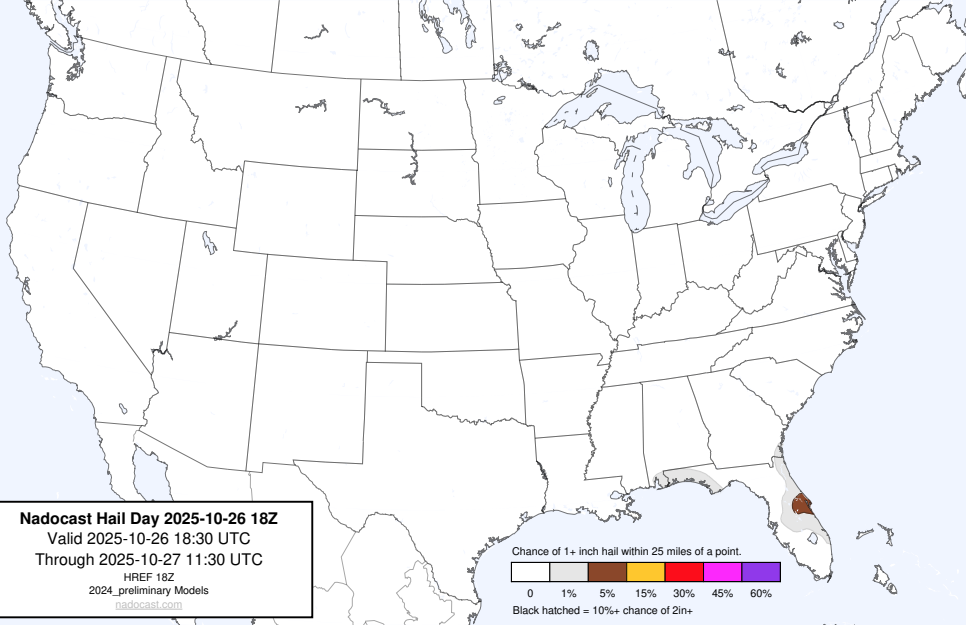 Nadocast Hail Day 2025-10-26 18Z
Valid 2025-10-26 18:30 UTC
Through 2025-10-27 11:30 UTC
HREF 18Z
2024_preliminary Models
nadocast.com
Chance of 1+ inch hail within 25 miles of a point.
0 1% 5% 15% 30% 45% 60%
Black hatched = 10%+ chance of 2in+